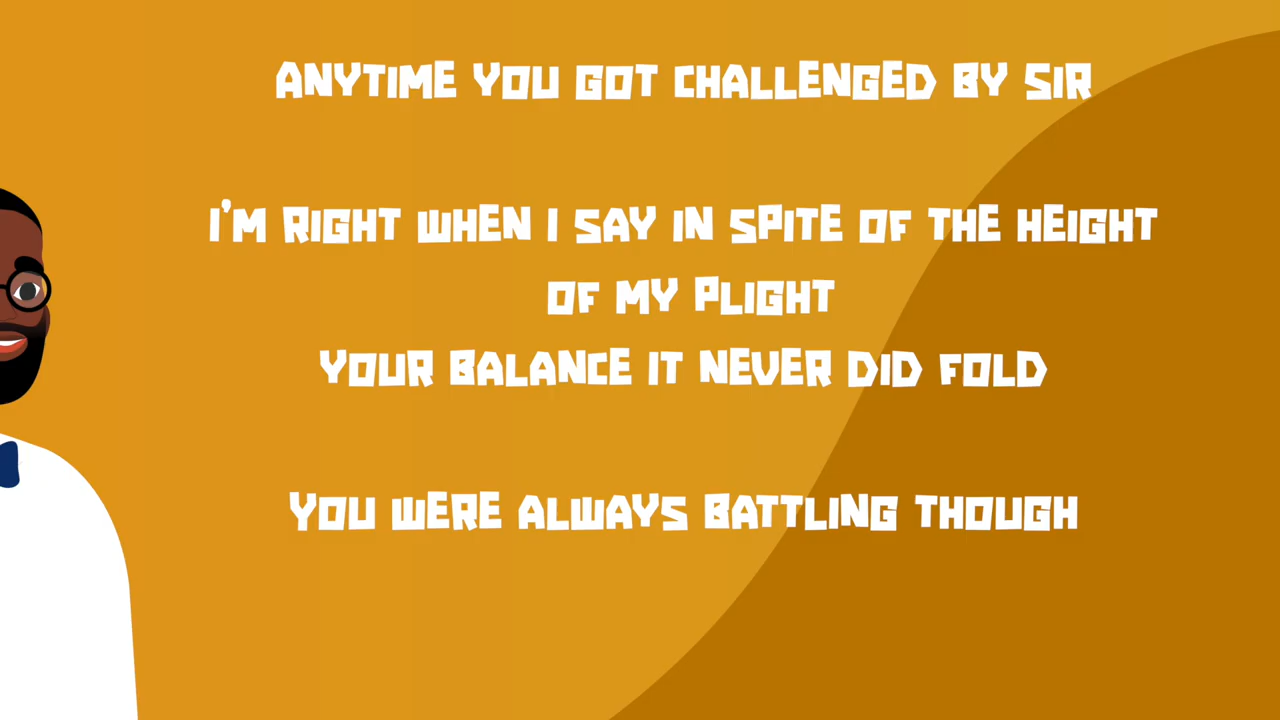 ANYTIME YOU GOT CHALLENGED BY SIR
I'M RIGHT WHEN I SAY IN SPITE OF THE HEIGHT
OF MY PLIGHT
YOUR BALANCE IT NEVER DID FOLD
YOU WERE ALWAYS BATTLING THOUGH